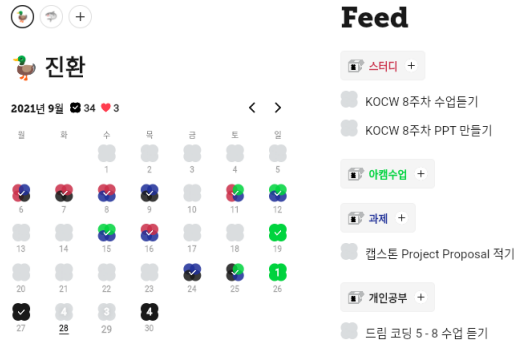 Feed
진환
2021년 9월 34 3
월 화 수 목 금 토 일
1 2 3 4 5
6 7 8 9 10 11 12
13 14 15 16 17 18 19
1
20 21 22 23 24 25 26
4 3 4
27 28 29 30
스터디 +
KOCW 8주차 수업듣기
KOCW 8주차 PPT 만들기
아캠수업 +
과제 +
캡스톤 Project Proposal 적기
개인공부 +
드림 코딩 5 - 8 수업 듣기